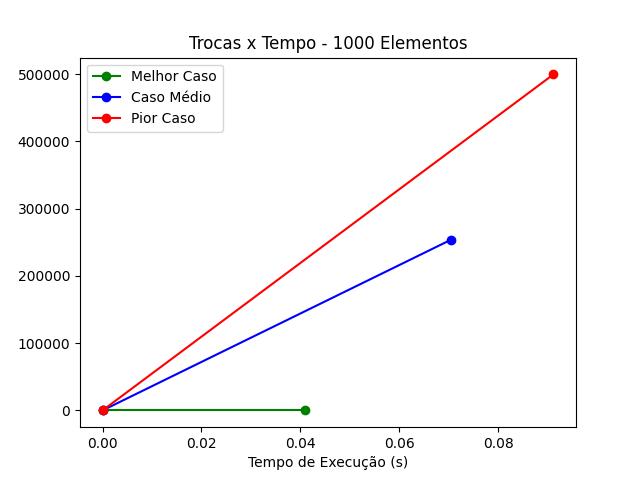 Trocas x Tempo - 1000 Elementos
Melhor Caso
Caso Médio
Pior Caso
500000
400000
300000
200000
100000
0
0.00
0.02
0.04
0.06
0.08
Tempo de Execução (s)